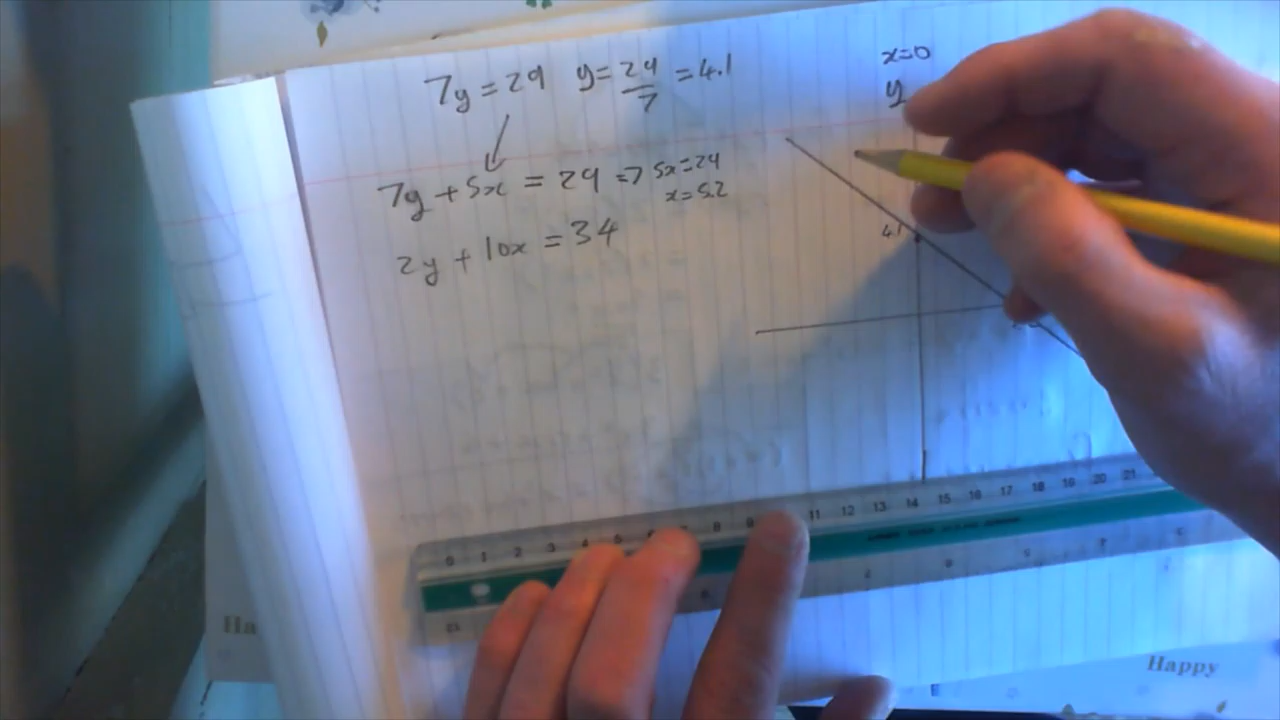 7y = 29 y = 29/7 = 4.1
x=0
y
7y + 5x = 29 => 5x = 29
x = 5.2
2y + 10x = 34
4.1
0 1 2 3 4 5 6 7 8 9 11 12 13 14 15 16 17 18 19 20 21
Ha
Happy